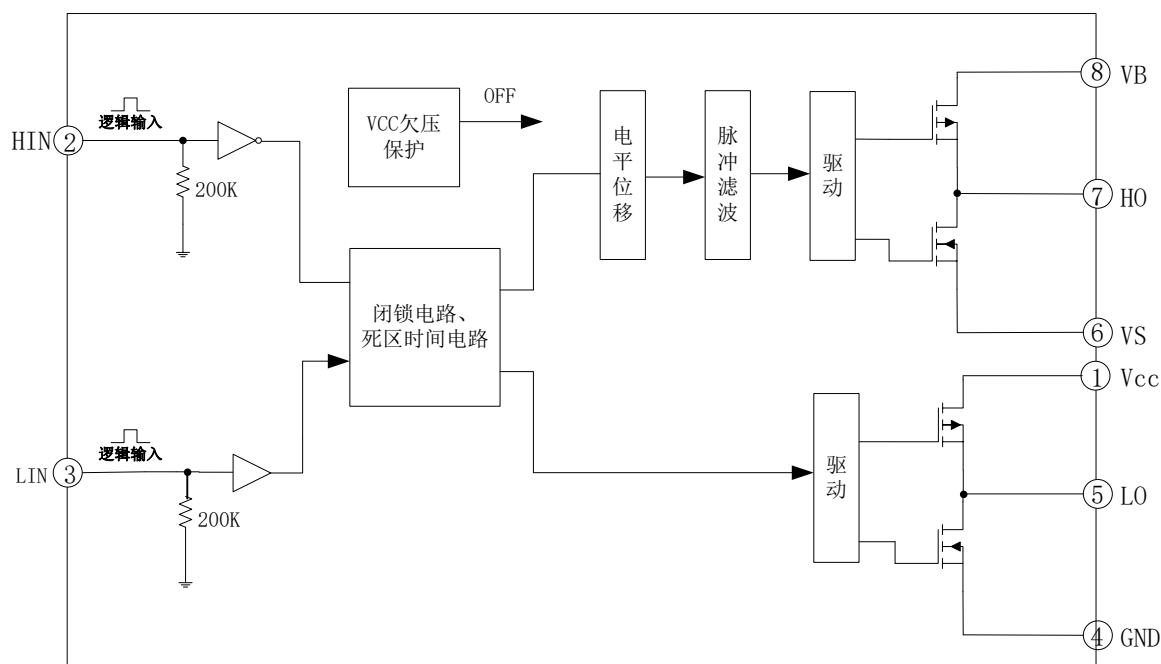 HIN
2
逻辑输入
200K
VCC欠压
保护
OFF
电平位移
脉冲滤波
驱动
8
VB
7
HO
6
VS
闭锁电路、
死区时间电路
LIN
3
逻辑输入
200K
驱动
1
Vcc
5
LO
4
GND